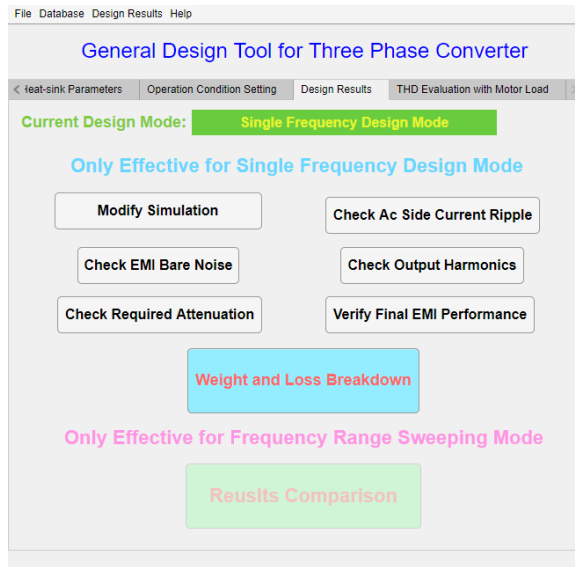 File Database Design Results Help
General Design Tool for Three Phase Converter
Heat-sink Parameters Operation Condition Setting Design Results THD Evaluation with Motor Load
Current Design Mode: Single Frequency Design Mode
Only Effective for Single Frequency Design Mode
Modify Simulation Check Ac Side Current Ripple
Check EMI Bare Noise Check Output Harmonics
Check Required Attenuation Verify Final EMI Performance
Weight and Loss Breakdown
Only Effective for Frequency Range Sweeping Mode
Reuslts Comparison